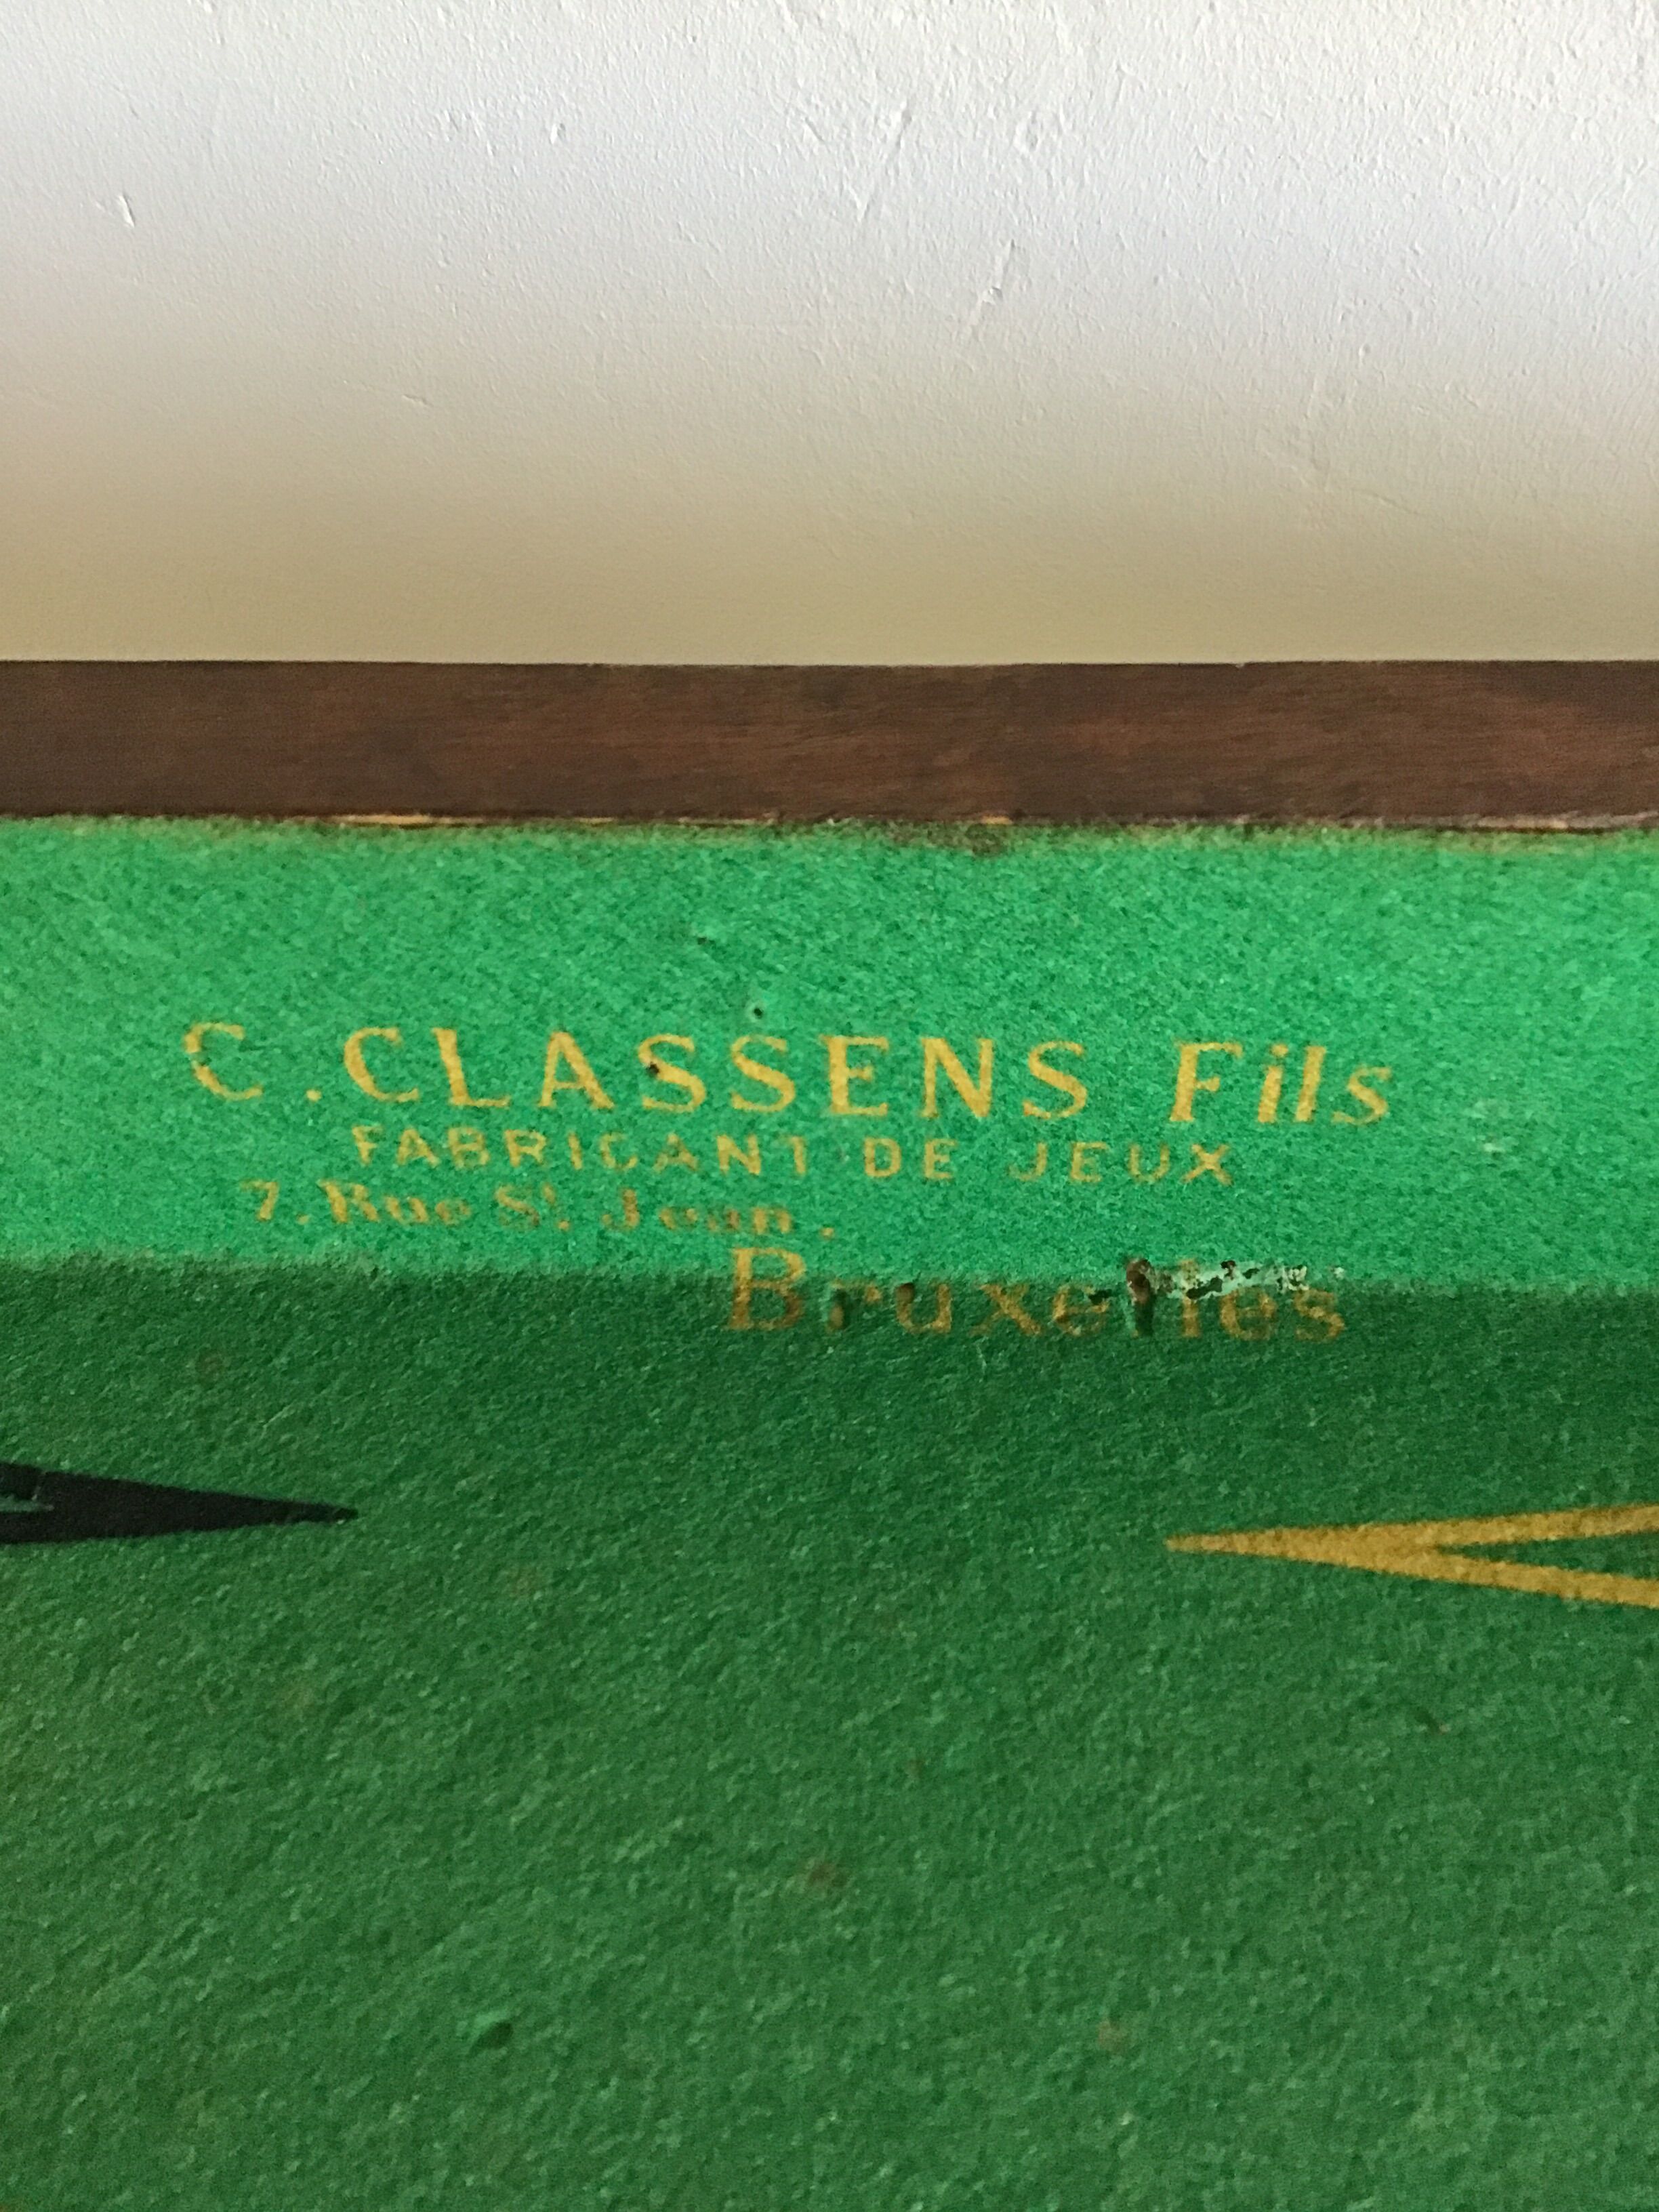 C. CLASSENS Fils
FABRICANT DE JEUX
7. Rue St. Jean.
Bruxelles